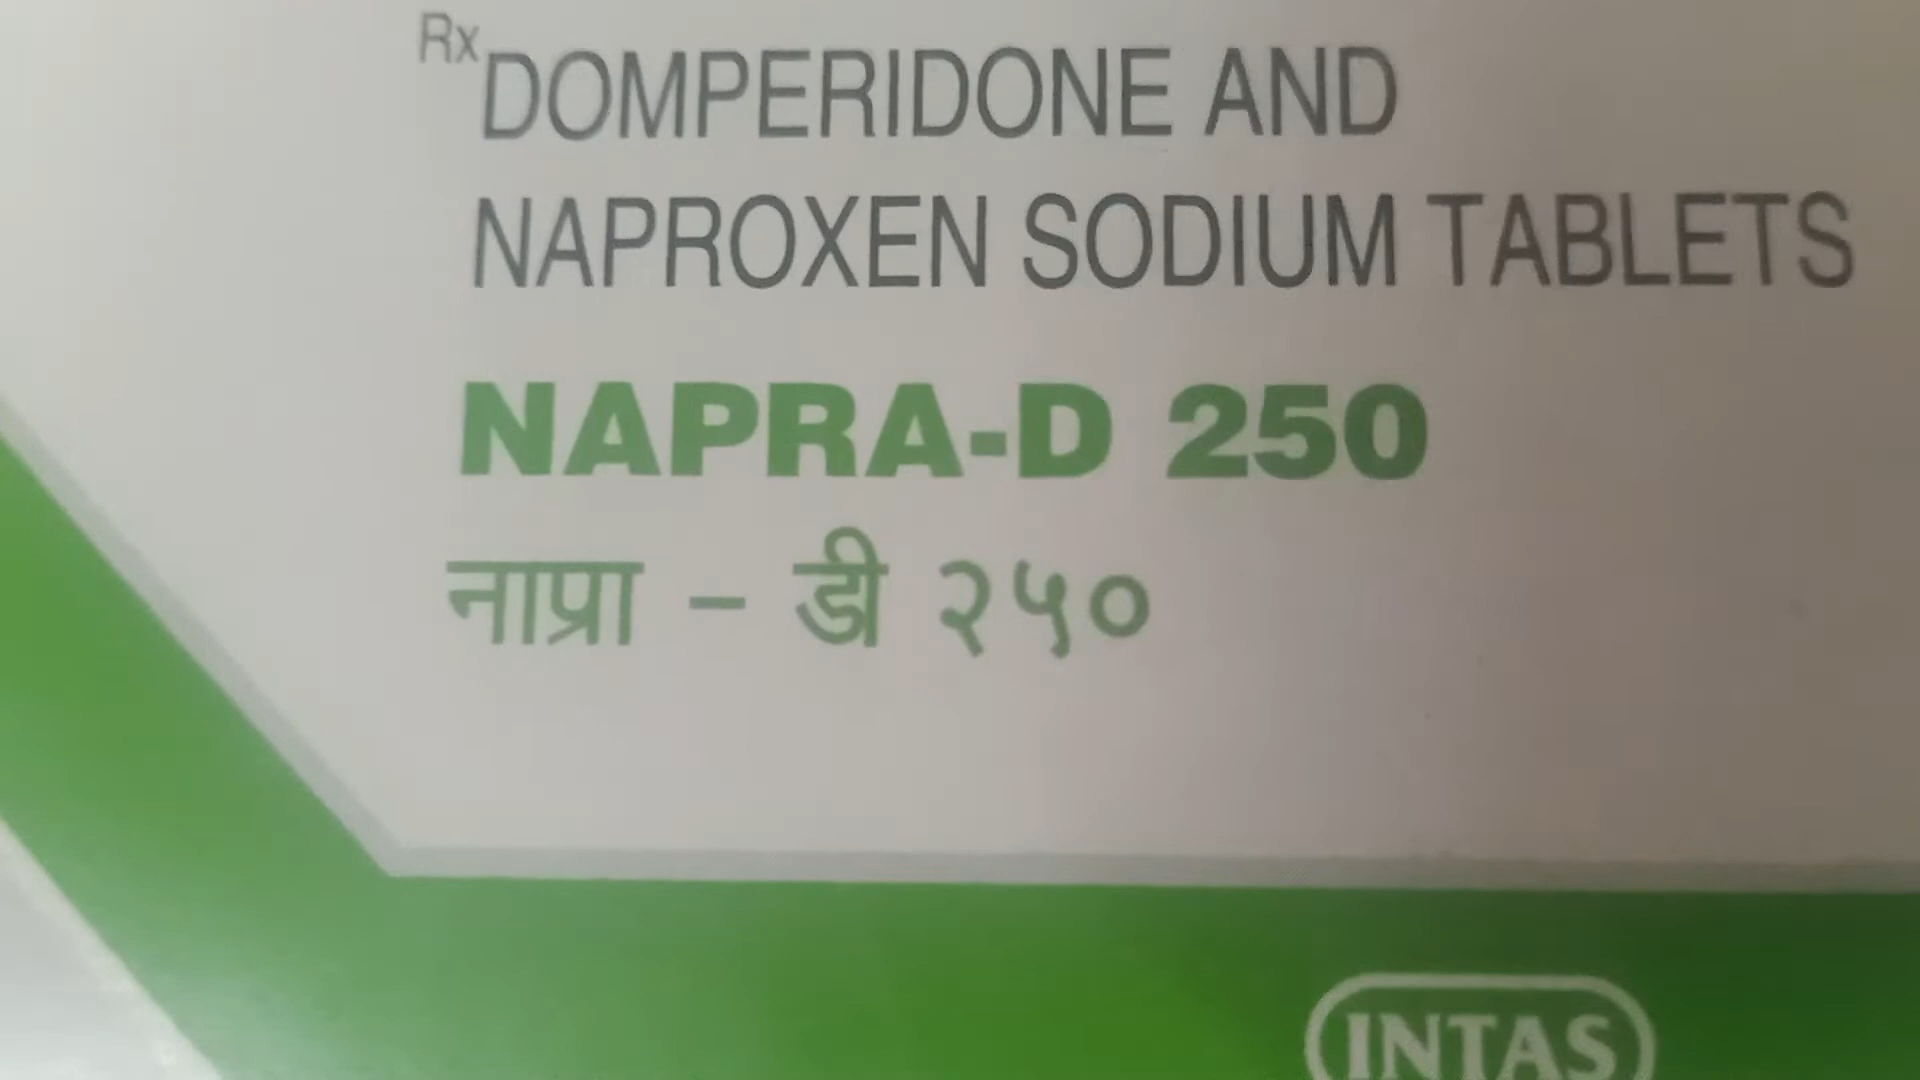 Rx DOMPERIDONE AND
NAPROXEN SODIUM TABLETS
NAPRA-D 250
नाप्रा – डी २५०
INTAS